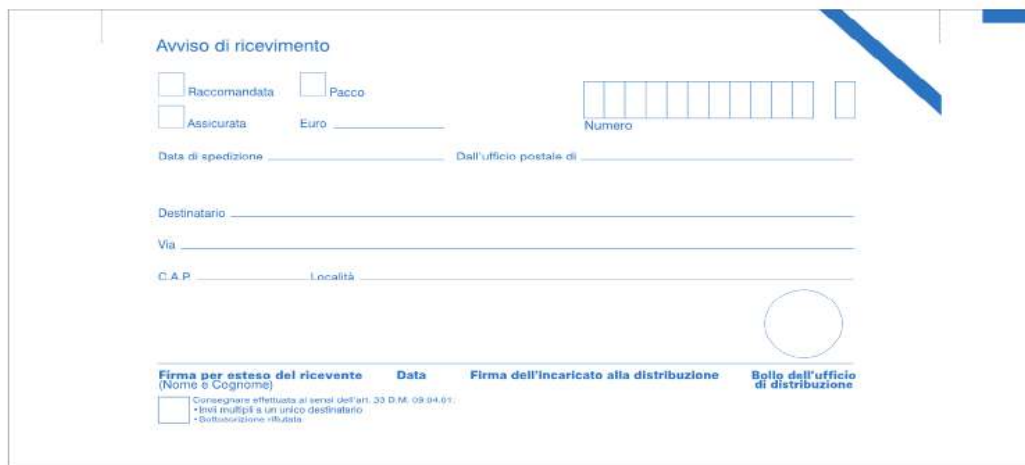 Avviso di ricevimento
Raccomandata Pacco
Assicurata Euro
Numero
Data di spedizione Dall'ufficio postale di
Destinatario
Via
C.A.P. Località
Firma per esteso del ricevente Data Firma dell'incaricato alla distribuzione Bollo dell'ufficio
(Nome e Cognome) di distribuzione
Consegnare effettuata ai sensi dell'art. 33 D.M. 09.04.01:
• Invii multipli a un unico destinatario
• Sottoscrizione rifiutata